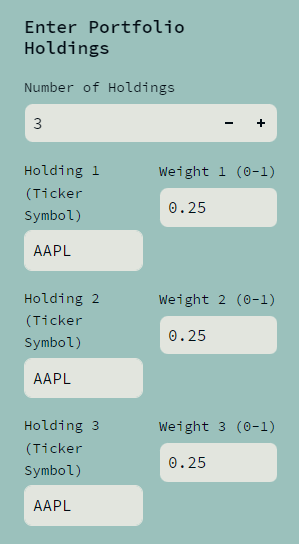 Enter Portfolio
Holdings
Number of Holdings
3 − +
Holding 1
(Ticker
Symbol)
AAPL
Weight 1 (0-1)
0.25
Holding 2
(Ticker
Symbol)
AAPL
Weight 2 (0-1)
0.25
Holding 3
(Ticker
Symbol)
AAPL
Weight 3 (0-1)
0.25